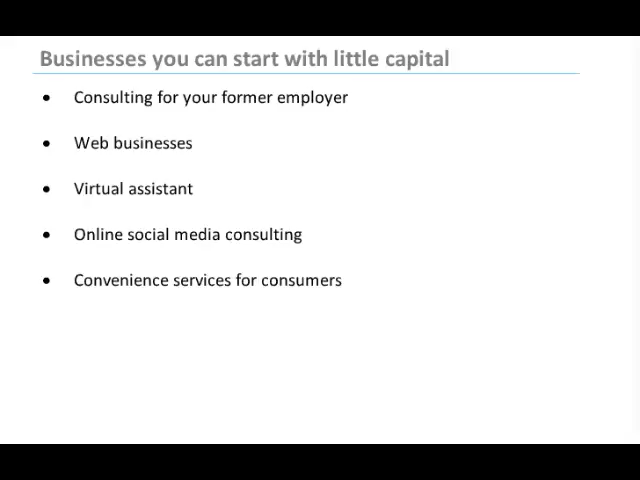 Businesses you can start with little capital
• Consulting for your former employer
• Web businesses
• Virtual assistant
• Online social media consulting
• Convenience services for consumers